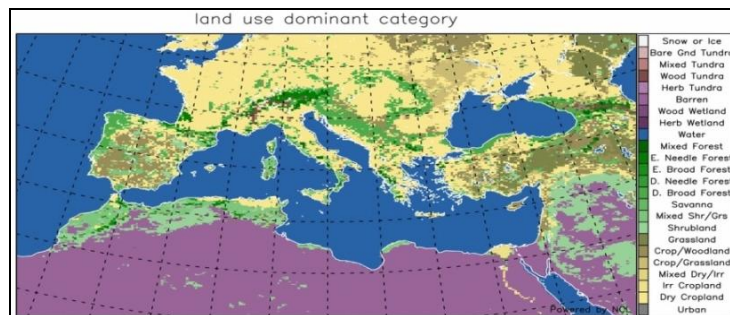 land use dominant category
Snow or Ice
Bare Gnd Tundra
Mixed Tundra
Wood Tundra
Herb Tundra
Barren
Wood Wetland
Herb Wetland
Water
Mixed Forest
E. Needle Forest
E. Broad Forest
D. Needle Forest
D. Broad Forest
Savanna
Mixed Shr/Grs
Shrubland
Grassland
Crop/Woodland
Crop/Grassland
Mixed Dry/Irr
Irr Cropland
Dry Cropland
Urban
Powered by NCL